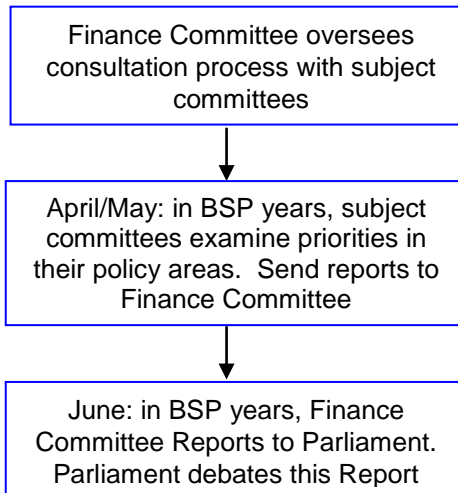 Finance Committee oversees
consultation process with subject
committees
April/May: in BSP years, subject
committees examine priorities in
their policy areas.  Send reports to
Finance Committee
June: in BSP years, Finance
Committee Reports to Parliament.
Parliament debates this Report